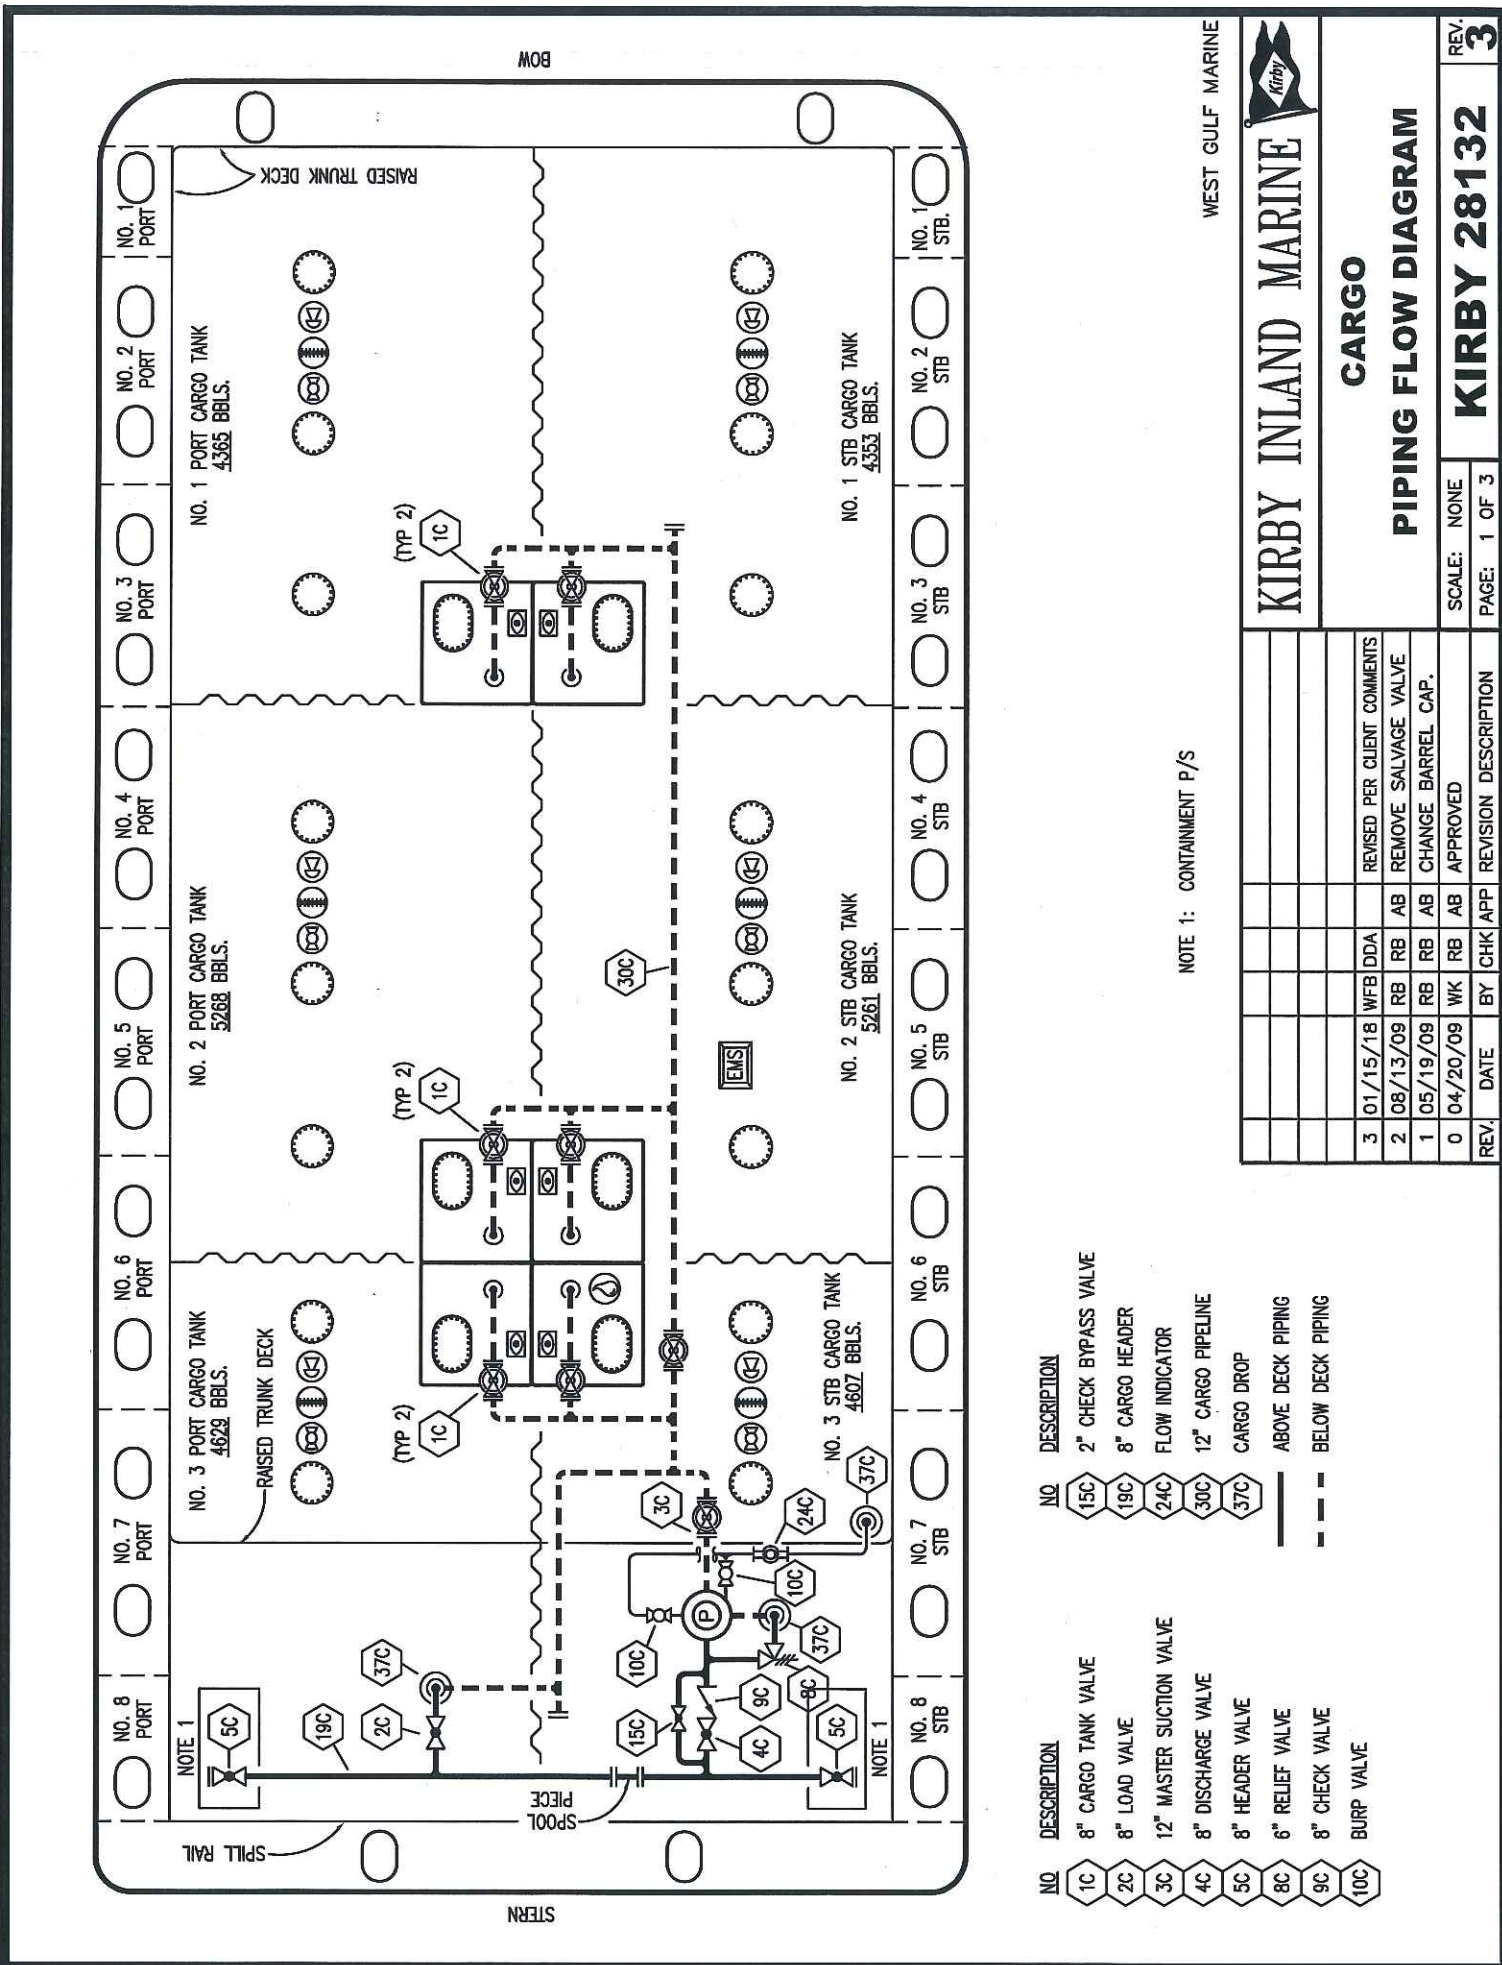 BOW
STERN
RAISED TRUNK DECK
NO. 1
PORT
NO. 2
PORT
NO. 3
PORT
NO. 4
PORT
NO. 5
PORT
NO. 6
PORT
NO. 7
PORT
NO. 8
PORT
NO. 1 PORT CARGO TANK
4365 BBLS.
NO. 2 PORT CARGO TANK
5268 BBLS.
NO. 3 PORT CARGO TANK
4629 BBLS.
RAISED TRUNK DECK
(TYP 2)
1C
(TYP 2)
1C
(TYP 2)
1C
30C
EMS
NO. 1 STB CARGO TANK
4353 BBLS.
NO. 2 STB CARGO TANK
5261 BBLS.
NO. 3 STB CARGO TANK
4607 BBLS.
NO. 1
STB.
NO. 2
STB
NO. 3
STB
NO. 4
STB
NO. 5
STB
NO. 6
STB
NO. 7
STB
NO. 8
STB
NOTE 1
5C
19C
2C
37C
3C
24C
37C
10C
10C
P
37C
8C
9C
15C
4C
5C
NOTE 1
SPOOL
PIECE
SPILL RAIL
NO DESCRIPTION
1C 8" CARGO TANK VALVE
2C 8" LOAD VALVE
3C 12" MASTER SUCTION VALVE
4C 8" DISCHARGE VALVE
5C 8" HEADER VALVE
8C 6" RELIEF VALVE
9C 8" CHECK VALVE
10C BURP VALVE
NO DESCRIPTION
15C 2" CHECK BYPASS VALVE
19C 8" CARGO HEADER
24C FLOW INDICATOR
30C 12" CARGO PIPELINE
37C CARGO DROP
ABOVE DECK PIPING
BELOW DECK PIPING
NOTE 1: CONTAINMENT P/S
WEST GULF MARINE
3 01/15/18 WFB DDA REVISED PER CLIENT COMMENTS
2 08/13/09 RB RB AB REMOVE SALVAGE VALVE
1 05/19/09 RB RB AB CHANGE BARREL CAP.
0 04/20/09 WK RB AB APPROVED
REV. DATE BY CHK APP REVISION DESCRIPTION
KIRBY INLAND MARINE
Kirby
CARGO
PIPING FLOW DIAGRAM
SCALE: NONE
PAGE: 1 OF 3
KIRBY 28132
REV.
3